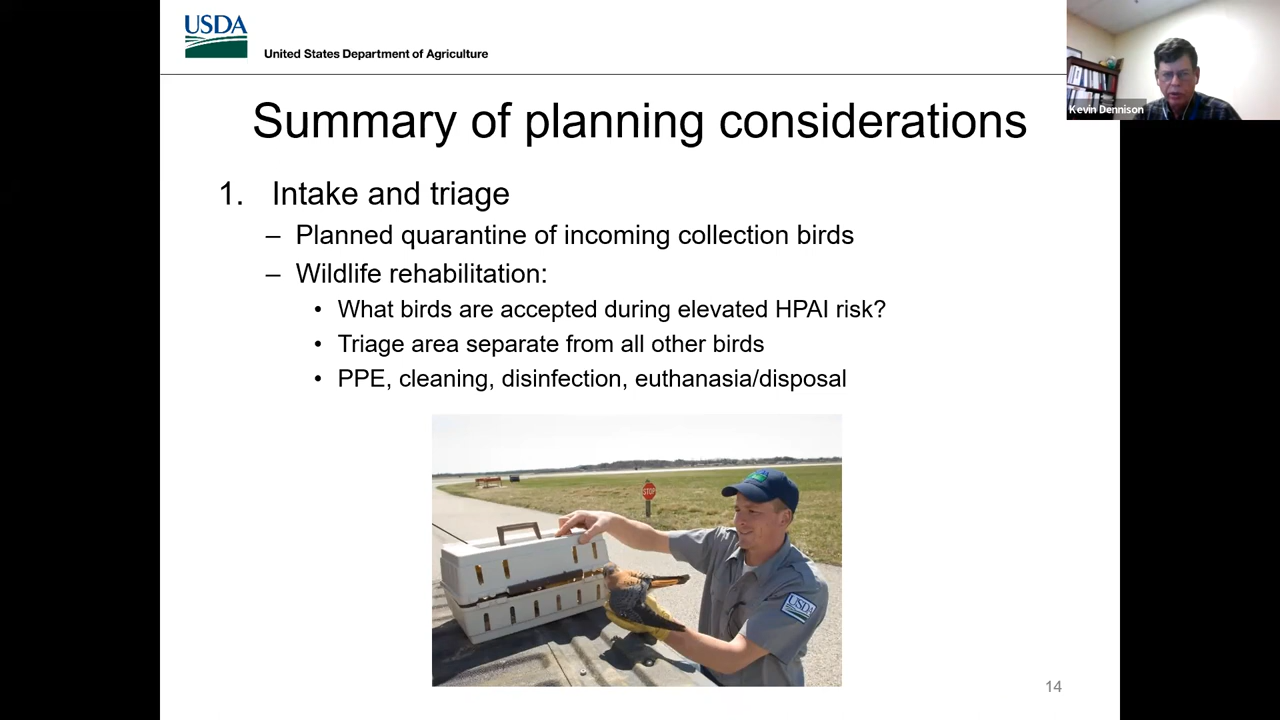 USDA
United States Department of Agriculture
Kevin Dennison
Summary of planning considerations
1. Intake and triage
– Planned quarantine of incoming collection birds
– Wildlife rehabilitation:
• What birds are accepted during elevated HPAI risk?
• Triage area separate from all other birds
• PPE, cleaning, disinfection, euthanasia/disposal
STOP
USDA
14